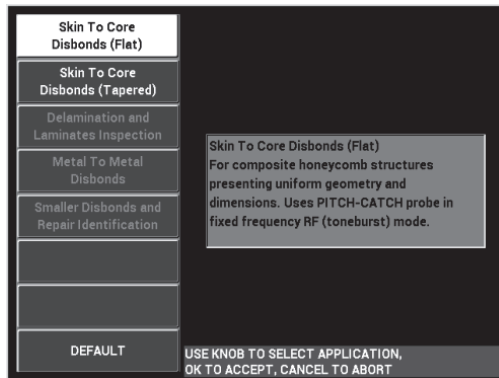 Skin To Core
Disbonds (Flat)
Skin To Core
Disbonds (Tapered)
Delamination and
Laminates Inspection
Metal To Metal
Disbonds
Smaller Disbonds and
Repair Identification
DEFAULT
Skin To Core Disbonds (Flat)
For composite honeycomb structures
presenting uniform geometry and
dimensions. Uses PITCH-CATCH probe in
fixed frequency RF (toneburst) mode.
USE KNOB TO SELECT APPLICATION,
OK TO ACCEPT, CANCEL TO ABORT